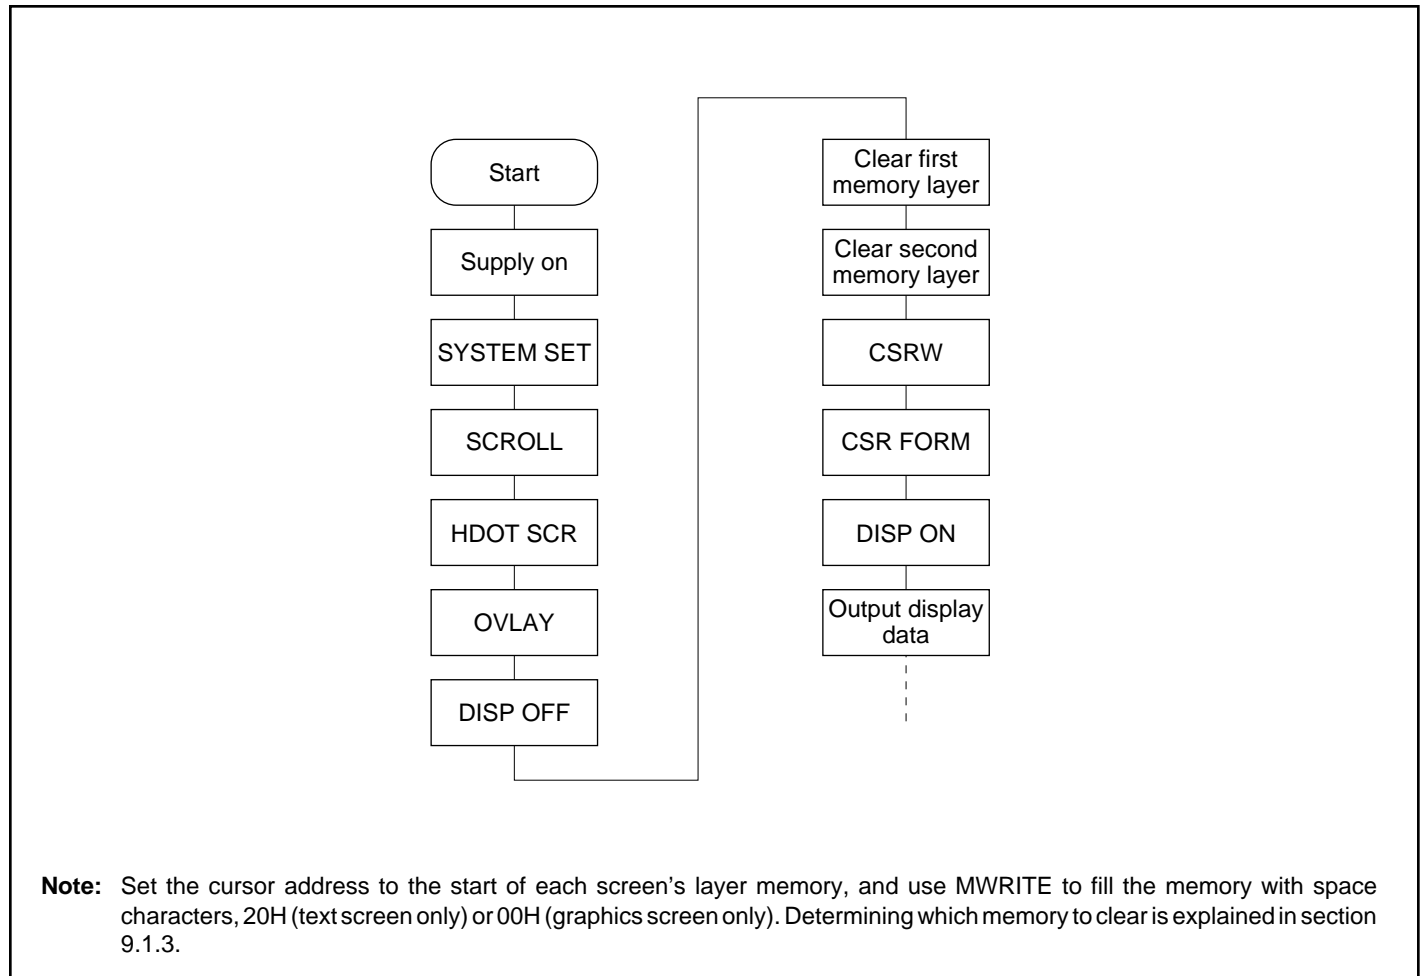 Start
Supply on
SYSTEM SET
SCROLL
HDOT SCR
OVLAY
DISP OFF
Clear first
memory layer
Clear second
memory layer
CSRW
CSR FORM
DISP ON
Output display
data
Note: Set the cursor address to the start of each screen's layer memory, and use MWRITE to fill the memory with space
characters, 20H (text screen only) or 00H (graphics screen only). Determining which memory to clear is explained in section
9.1.3.